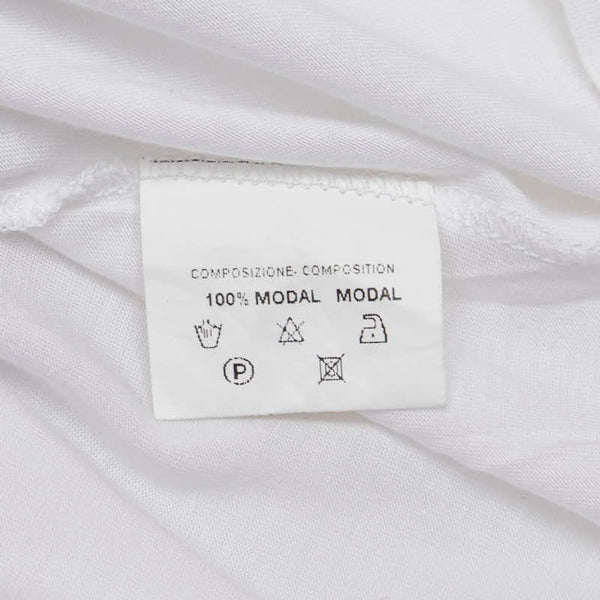 COMPOSIZIONE- COMPOSITION
100% MODAL MODAL
P